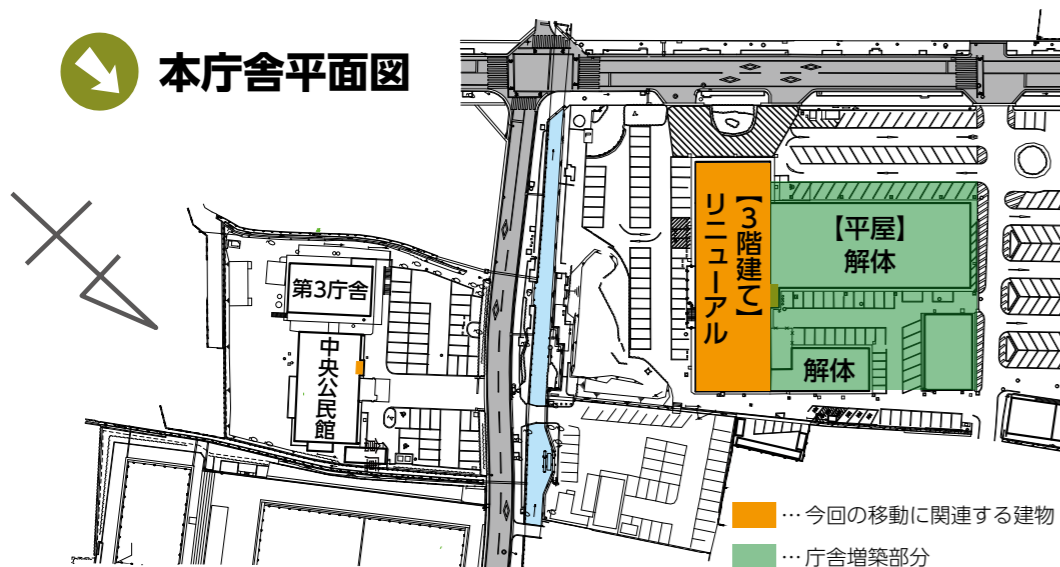 本庁舎平面図
【3階建て】
リニューアル
【平屋】
解体
解体
第3庁舎
中央公民館
…今回の移動に関連する建物
…庁舎増築部分